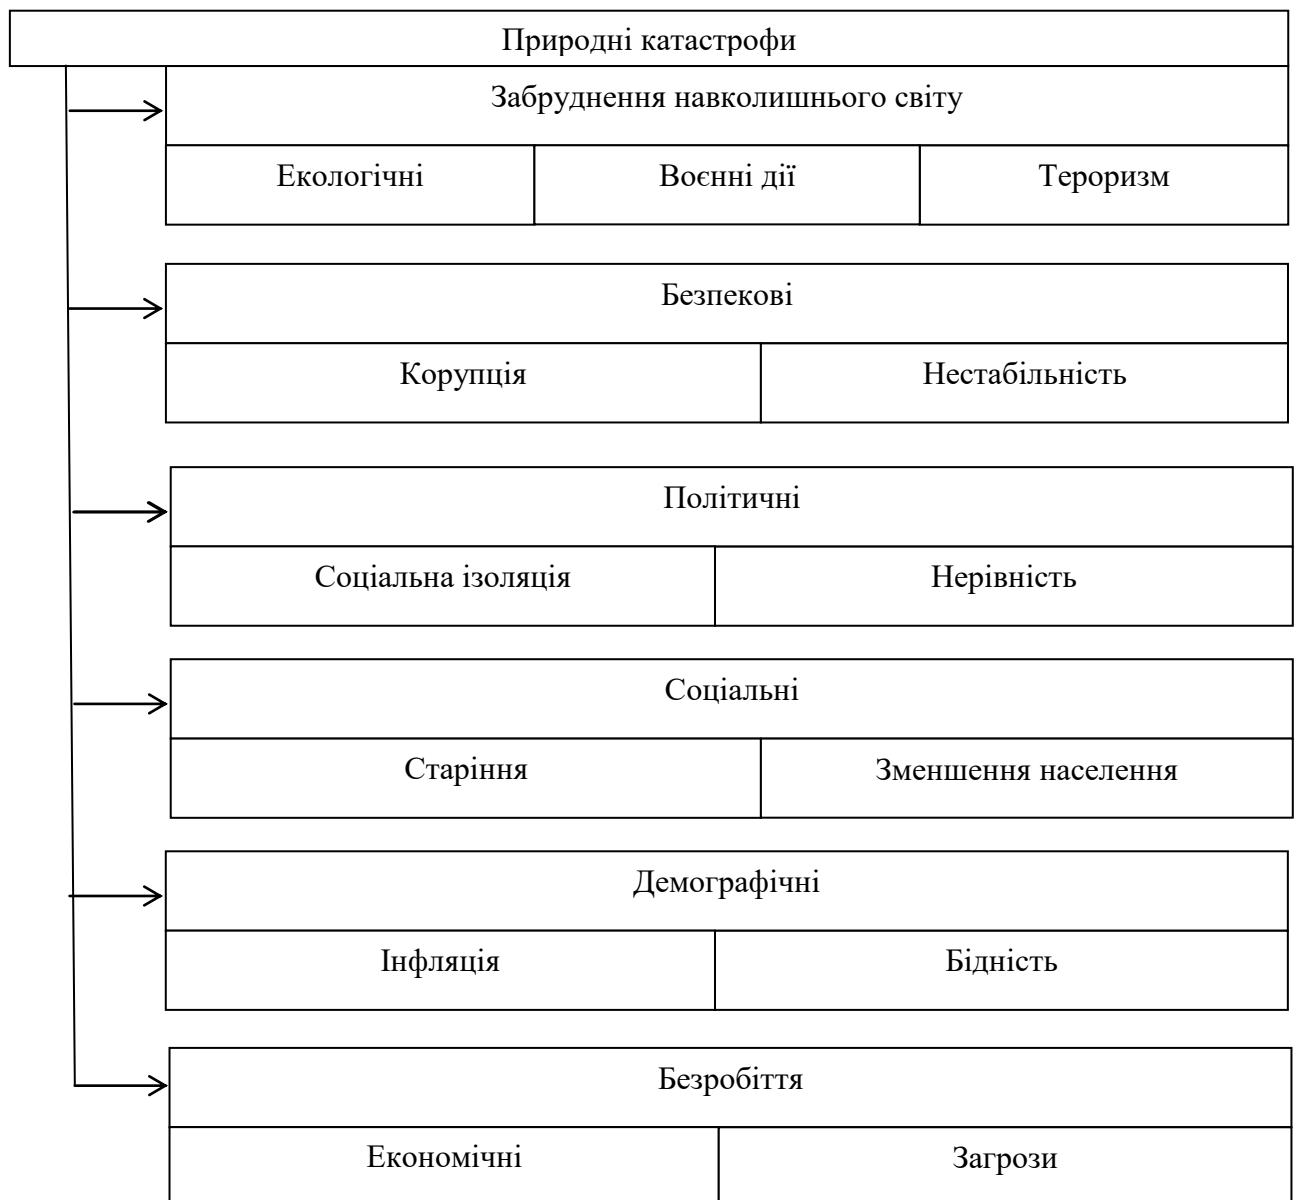 Природні катастрофи
Забруднення навколишнього світу
Екологічні
Воєнні дії
Тероризм
Безпекові
Корупція
Нестабільність
Політичні
Соціальна ізоляція
Нерівність
Соціальні
Старіння
Зменшення населення
Демографічні
Інфляція
Бідність
Безробіття
Економічні
Загрози